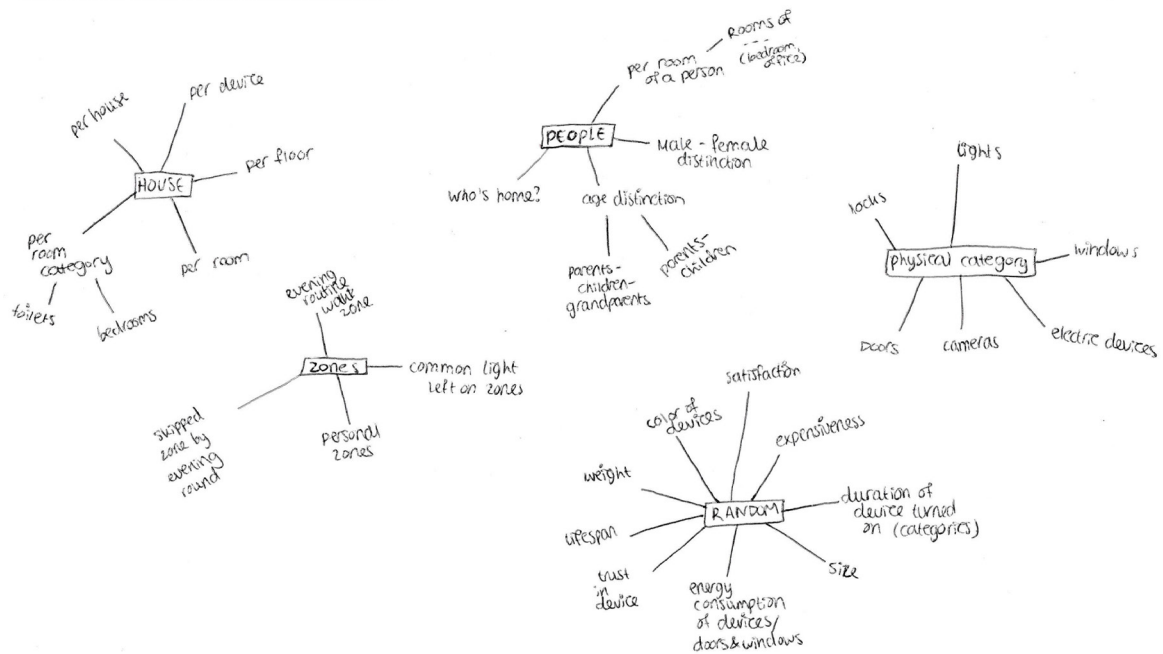 per house
per device
per floor
HOUSE
per
room
category
per room
toilets
bedrooms
Rooms of
---
(bedroom,
office)
per room
of a person
PEOPLE
Male - female
distinction
who's home?
age distinction
parents-
children-
grandparents
parents-
children
lights
locks
windows
physical category
Doors
cameras
electric devices
evening
routine
walk
zone
zones
common light
left on zones
skipped
zone by
evening
round
personal
zones
satisfaction
color of
devices
expensiveness
weight
duration of
device turned
on (categories)
RANDOM
lifespan
size
trust
in
device
energy
consumption
of devices/
doors & windows